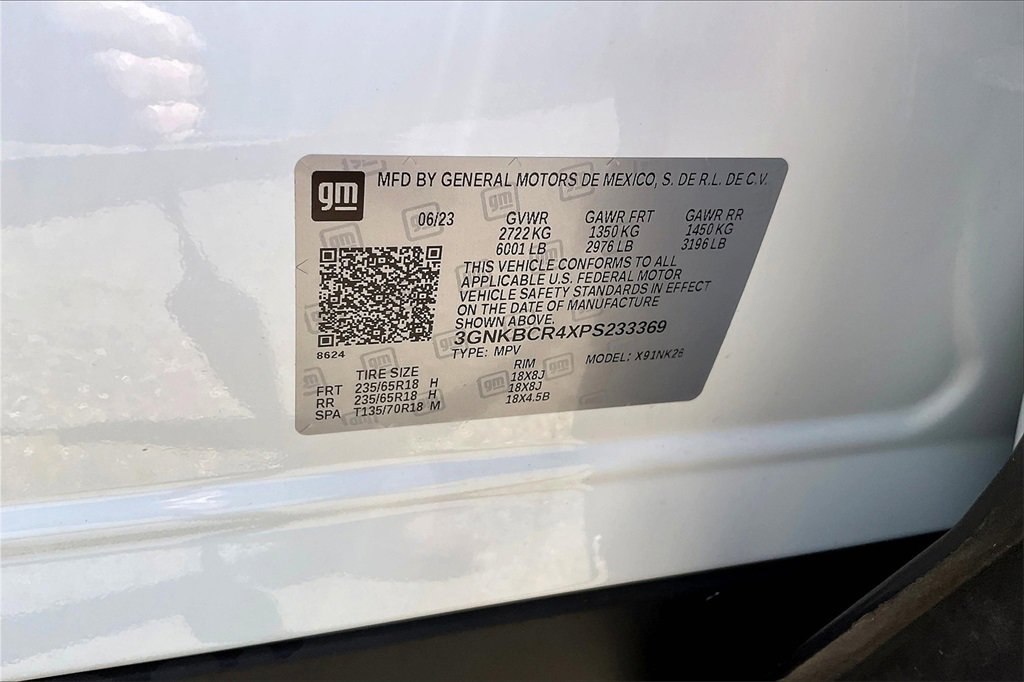 gm MFD BY GENERAL MOTORS DE MEXICO, S. DE R.L. DE C.V.
06/23 GVWR GAWR FRT GAWR RR
2722 KG 1350 KG 1450 KG
6001 LB 2976 LB 3196 LB
THIS VEHICLE CONFORMS TO ALL
APPLICABLE U.S. FEDERAL MOTOR
VEHICLE SAFETY STANDARDS IN EFFECT
ON THE DATE OF MANUFACTURE
SHOWN ABOVE.
3GNKBCR4XPS233369
8624 TYPE: MPV MODEL: X91NK26
TIRE SIZE RIM
FRT 235/65R18 H 18X8J
RR 235/65R18 H 18X8J
SPA T135/70R18 M 18X4.5B